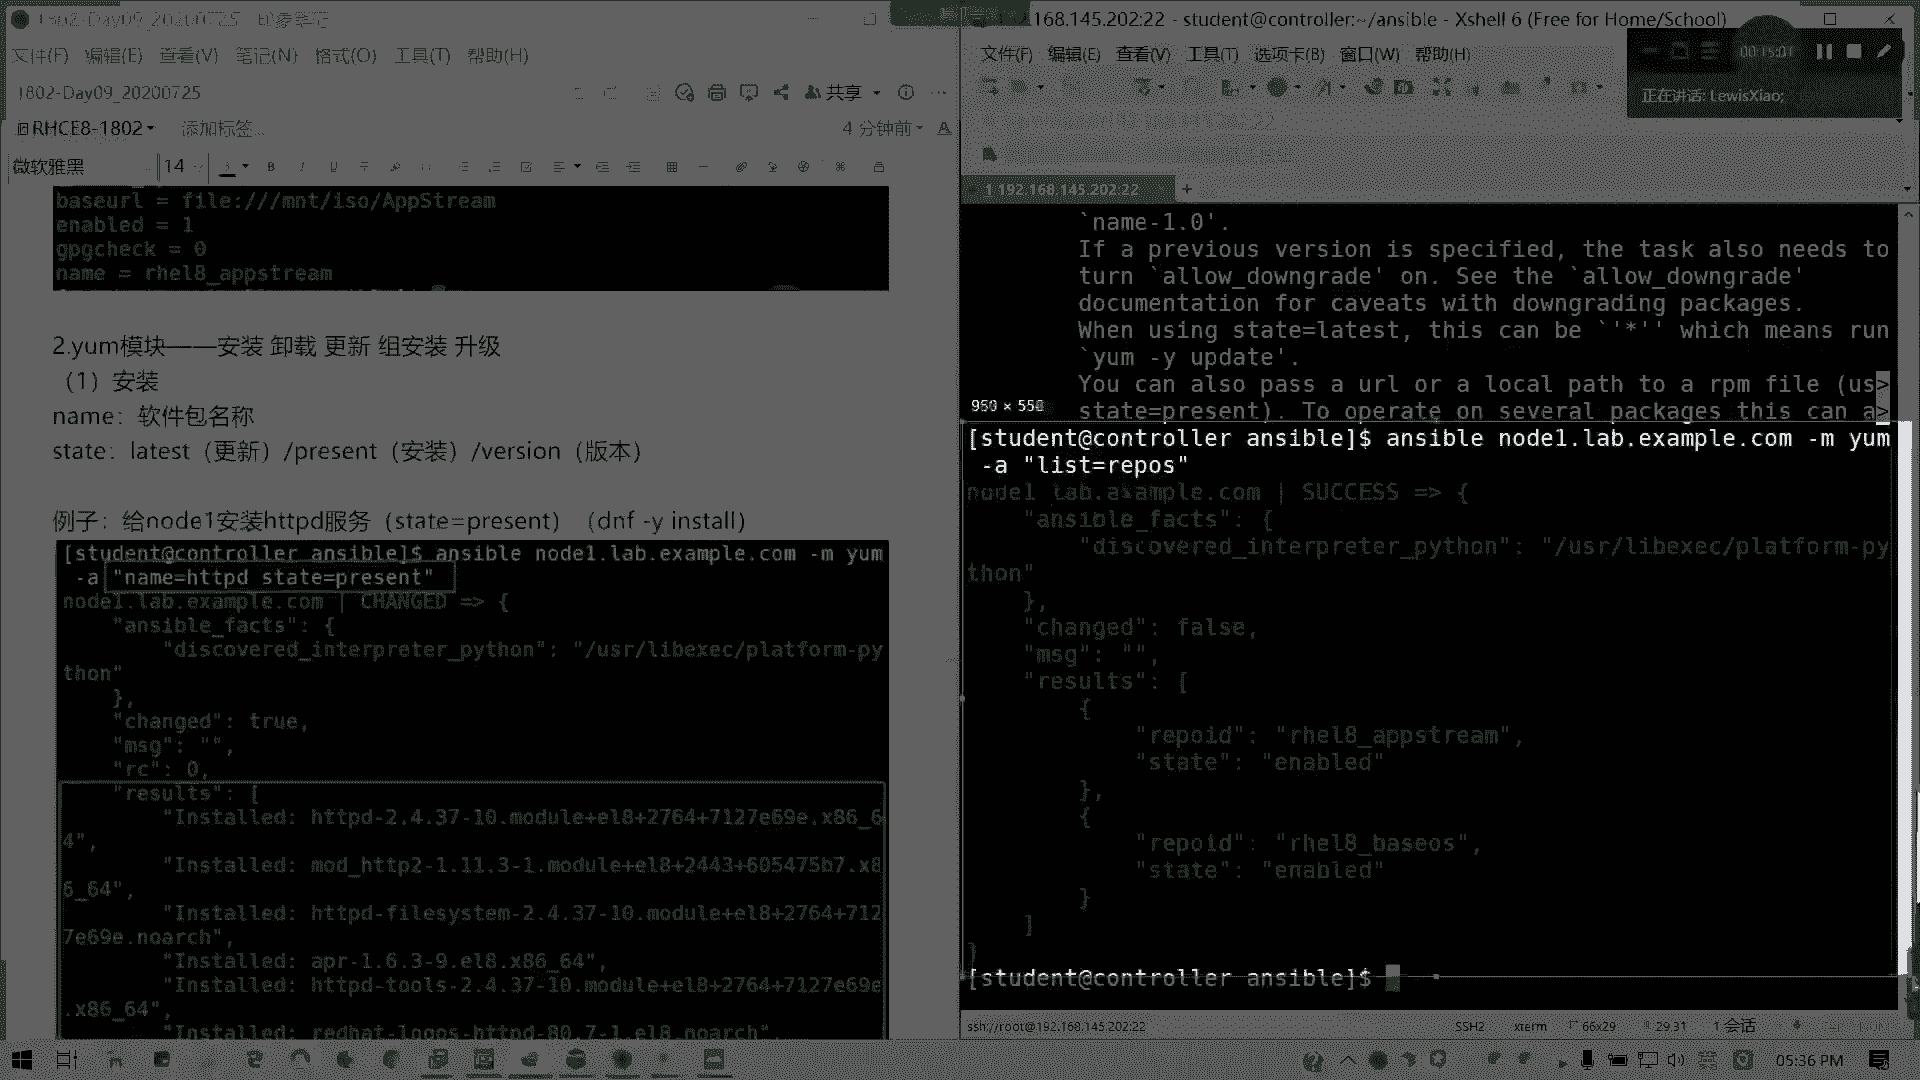 1802-Day09_20200725 - 印象笔记
文件(F) 编辑(E) 查看(V) 笔记(N) 格式(O) 工具(T) 帮助(H)
1802-Day09_20200725
共享
RHCE8-1802 添加标签...
4 分钟前
微软雅黑 14
baseurl = file:///mnt/iso/AppStream
enabled = 1
gpgcheck = 0
name = rhel8_appstream
2.yum模块——安装 卸载 更新 组安装 升级
（1）安装
name：软件包名称
state：latest（更新）/present（安装）/version（版本）
例子：给node1安装httpd服务（state=present）（dnf -y install）
[student@controller ansible]$ ansible node1.lab.example.com -m yum
-a "name=httpd state=present"
node1.lab.example.com | CHANGED => {
"ansible_facts": {
"discovered_interpreter_python": "/usr/libexec/platform-py
thon"
},
"changed": true,
"msg": "",
"rc": 0,
"results": [
"Installed: httpd-2.4.37-10.module+el8+2764+7127e69e.x86_6
4",
"Installed: mod_http2-1.11.3-1.module+el8+2443+605475b7.x8
6_64",
"Installed: httpd-filesystem-2.4.37-10.module+el8+2764+712
7e69e.noarch",
"Installed: apr-1.6.3-9.el8.x86_64",
"Installed: httpd-tools-2.4.37-10.module+el8+2764+7127e69e
.x86_64",
"Installed: redhat-logos-httpd-80.7-1.el8.noarch",
168.145.202:22 - student@controller:~/ansible - Xshell 6 (Free for Home/School)
文件(F) 编辑(E) 查看(V) 工具(T) 选项卡(B) 窗口(W) 帮助(H)
00:15:01
正在讲话: LewisXiao;
1 192.168.145.202:22 +
`name-1.0'.
If a previous version is specified, the task also needs to
turn `allow_downgrade' on. See the `allow_downgrade'
documentation for caveats with downgrading packages.
When using state=latest, this can be `'*'' which means run
`yum -y update'.
You can also pass a url or a local path to a rpm file (us>
state=present). To operate on several packages this can a>
950 × 550
[student@controller ansible]$ ansible node1.lab.example.com -m yum
-a "list=repos"
node1.lab.example.com | SUCCESS => {
"ansible_facts": {
"discovered_interpreter_python": "/usr/libexec/platform-py
thon"
},
"changed": false,
"msg": "",
"results": [
{
"repoid": "rhel8_appstream",
"state": "enabled"
},
{
"repoid": "rhel8_baseos",
"state": "enabled"
}
]
}
[student@controller ansible]$
ssh://root@192.168.145.202:22 SSH2 xterm 66x29 29,31 1 会话
英 05:36 PM